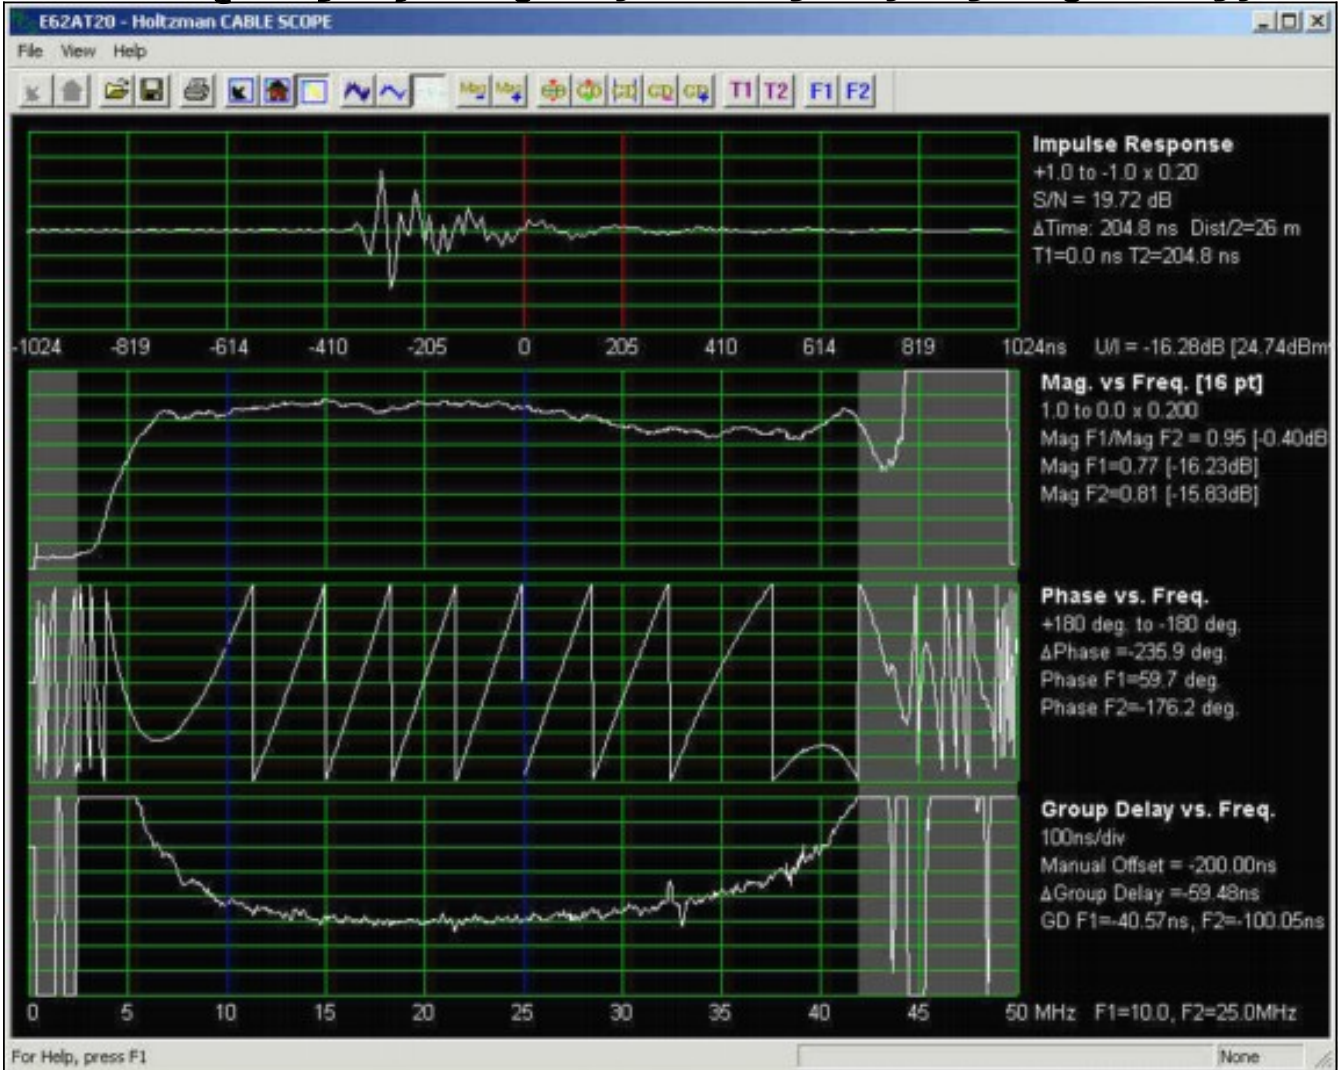 E62AT20 - Holtzman CABLE SCOPE
File View Help
Mag Mag GD GD GD GD GD T1 T2 F1 F2
Impulse Response
+1.0 to -1.0 x 0.20
S/N = 19.72 dB
ΔTime: 204.8 ns Dist/2=26 m
T1=0.0 ns T2=204.8 ns
-1024 -819 -614 -410 -205 0 205 410 614 819 1024ns U/I = -16.28dB [24.74dBm
Mag. vs Freq. [16 pt]
1.0 to 0.0 x 0.200
Mag F1/Mag F2 = 0.95 [-0.40dB
Mag F1=0.77 [-16.23dB]
Mag F2=0.81 [-15.83dB]
Phase vs. Freq.
+180 deg. to -180 deg.
ΔPhase =-235.9 deg.
Phase F1=59.7 deg.
Phase F2=-176.2 deg.
Group Delay vs. Freq.
100ns/div
Manual Offset = -200.00ns
ΔGroup Delay =-59.48ns
GD F1=-40.57ns, F2=-100.05ns
0 5 10 15 20 25 30 35 40 45 50 MHz F1=10.0, F2=25.0MHz
For Help, press F1
None